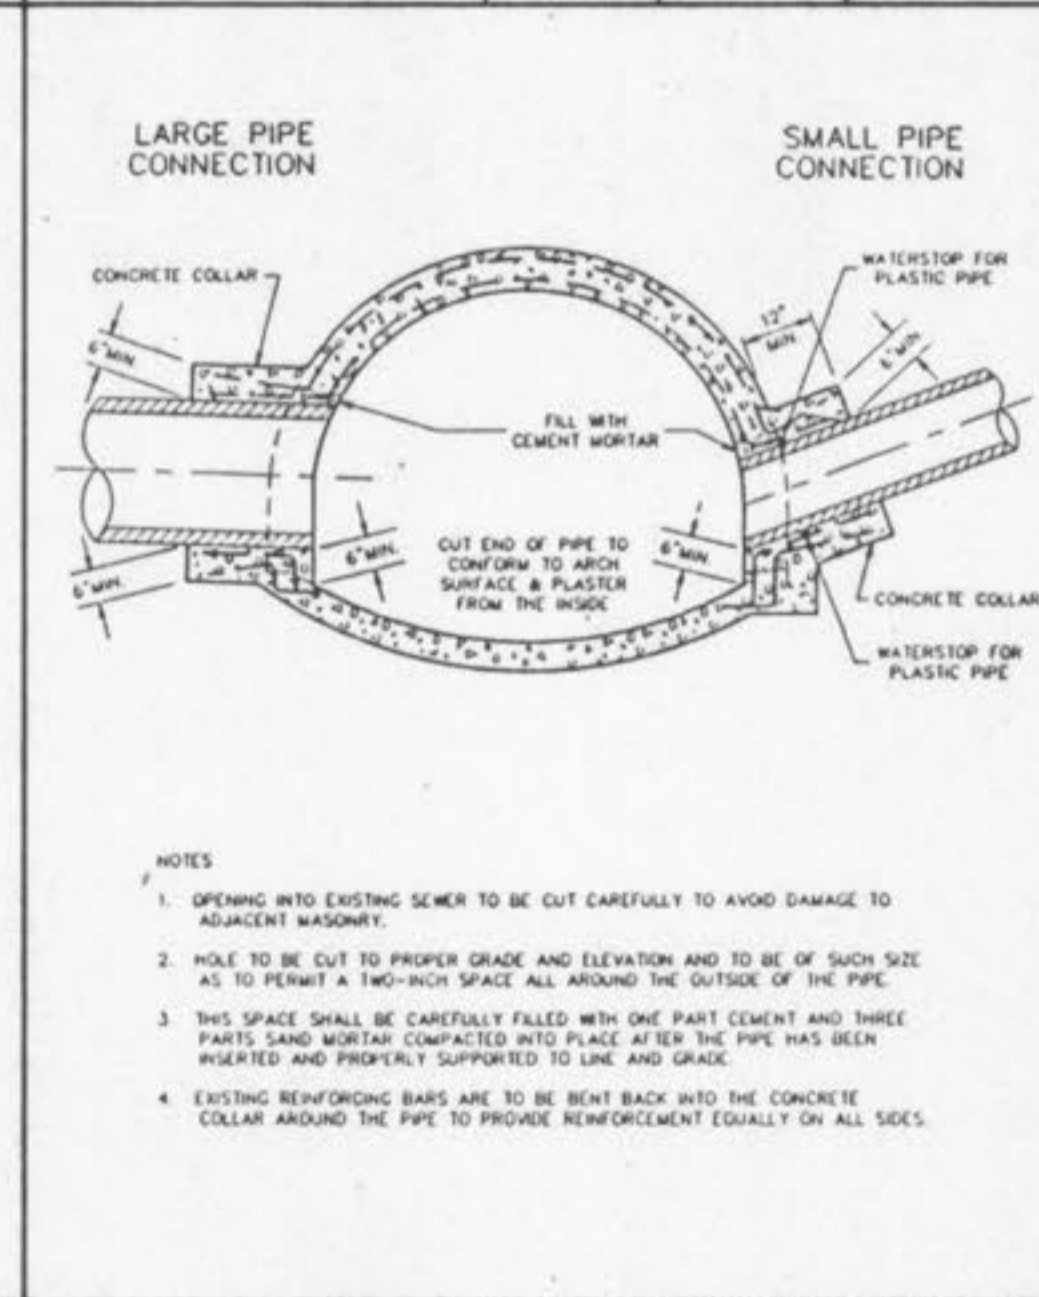 LARGE PIPE
CONNECTION
SMALL PIPE
CONNECTION
CONCRETE COLLAR
WATERSTOP FOR
PLASTIC PIPE
12"
MIN.
6" MIN.
6" MIN.
FILL WITH
CEMENT MORTAR
6" MIN.
CUT END OF PIPE TO
CONFORM TO ARCH
SURFACE & PLASTER
FROM THE INSIDE
6" MIN.
6" MIN.
CONCRETE COLLAR
WATERSTOP FOR
PLASTIC PIPE
NOTES
1. OPENING INTO EXISTING SEWER TO BE CUT CAREFULLY TO AVOID DAMAGE TO
ADJACENT MASONRY.
2. HOLE TO BE CUT TO PROPER GRADE AND ELEVATION AND TO BE OF SUCH SIZE
AS TO PERMIT A TWO-INCH SPACE ALL AROUND THE OUTSIDE OF THE PIPE.
3 THIS SPACE SHALL BE CAREFULLY FILLED WITH ONE PART CEMENT AND THREE
PARTS SAND MORTAR COMPACTED INTO PLACE AFTER THE PIPE HAS BEEN
INSERTED AND PROPERLY SUPPORTED TO LINE AND GRADE.
4. EXISTING REINFORCING BARS ARE TO BE BENT BACK INTO THE CONCRETE
COLLAR AROUND THE PIPE TO PROVIDE REINFORCEMENT EQUALLY ON ALL SIDES.